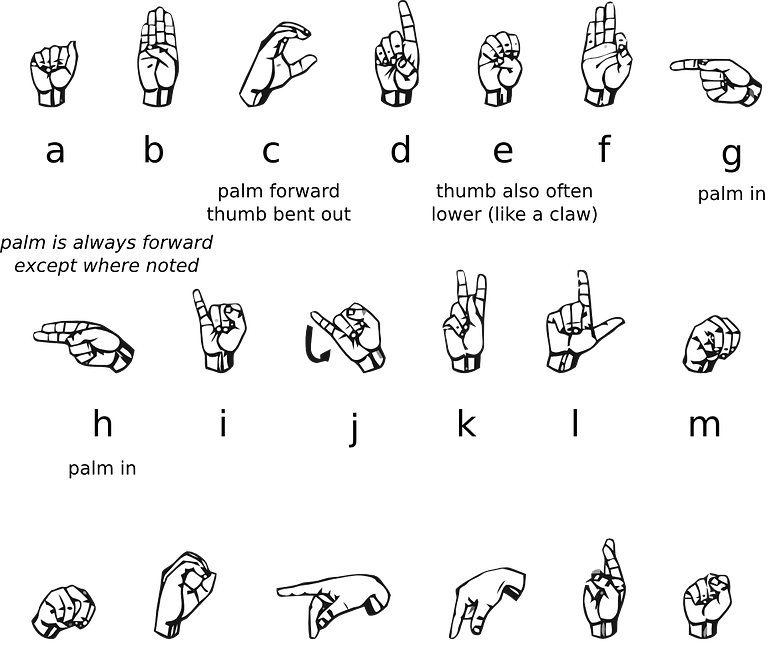 a b c d e f g
palm forward
thumb bent out
thumb also often
lower (like a claw)
palm in
palm is always forward
except where noted
h i j k l m
palm in